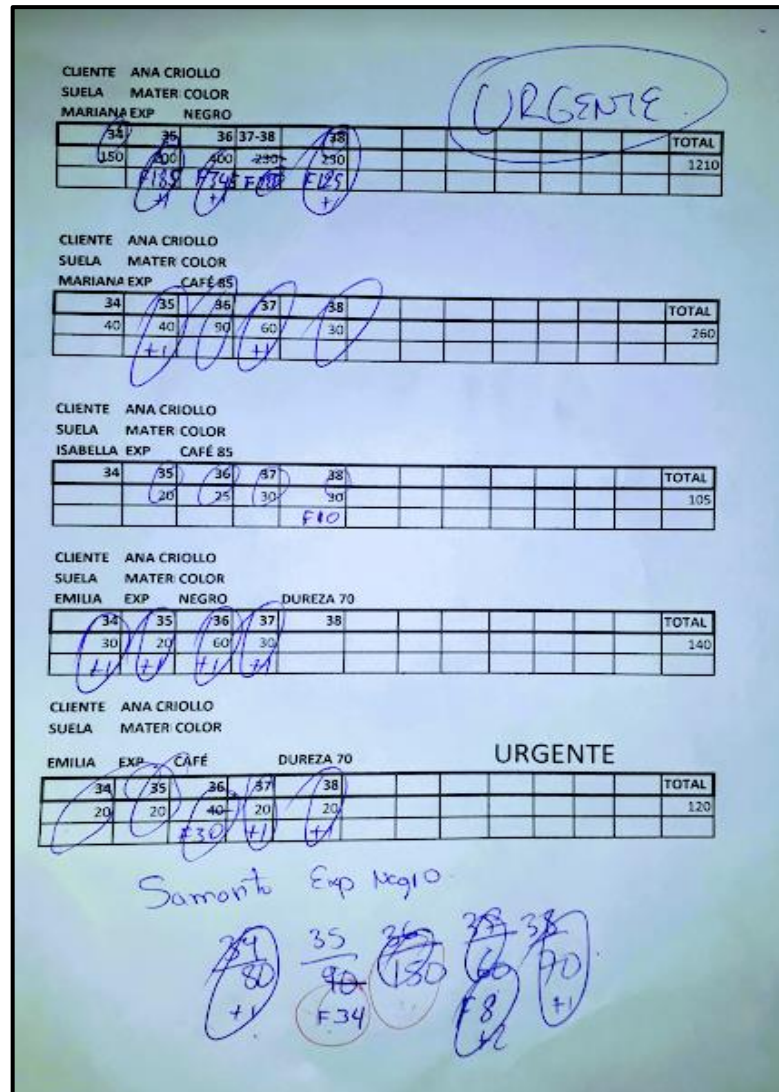 URGENTE
CLIENTE ANA CRIOLLO
SUELA MATER COLOR
MARIANA EXP NEGRO
34 35 36 37-38 38 TOTAL
150 200 400 230 230 1210
F185 F345 F125
+1 +1 +1
CLIENTE ANA CRIOLLO
SUELA MATER COLOR
MARIANA EXP CAFÉ 85
34 35 36 37 38 TOTAL
40 40 90 60 30 260
+1 +1
CLIENTE ANA CRIOLLO
SUELA MATER COLOR
ISABELLA EXP CAFÉ 85
34 35 36 37 38 TOTAL
20 25 30 30 105
F10
CLIENTE ANA CRIOLLO
SUELA MATER COLOR
EMILIA EXP NEGRO DUREZA 70
34 35 36 37 38 TOTAL
30 20 60 30 140
+1 +1 +1 +1
CLIENTE ANA CRIOLLO
SUELA MATER COLOR
URGENTE
EMILIA EXP CAFÉ DUREZA 70
34 35 36 37 38 TOTAL
20 20 40 20 20 120
F30 +1 +1
Exp Negro
34 35 36 37 38
80 90 150 60 90
+1 F34 F8 +1
+2